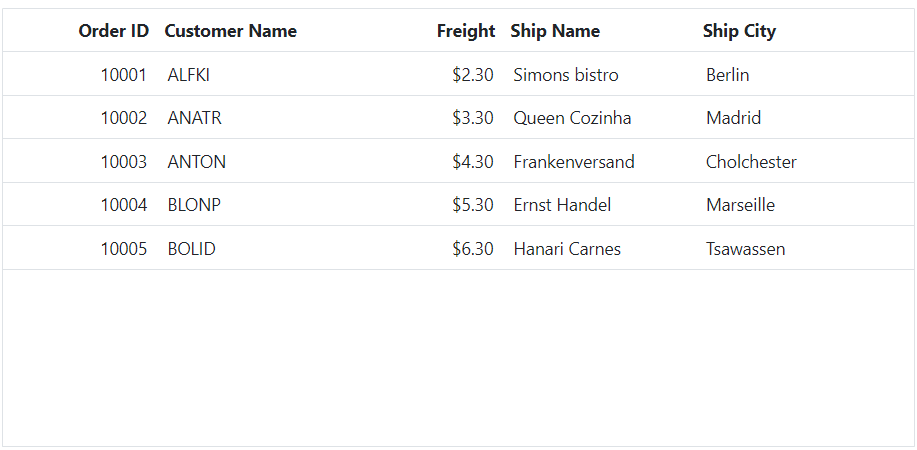 Order ID Customer Name Freight Ship Name Ship City
10001 ALFKI $2.30 Simons bistro Berlin
10002 ANATR $3.30 Queen Cozinha Madrid
10003 ANTON $4.30 Frankenversand Cholchester
10004 BLONP $5.30 Ernst Handel Marseille
10005 BOLID $6.30 Hanari Carnes Tsawassen